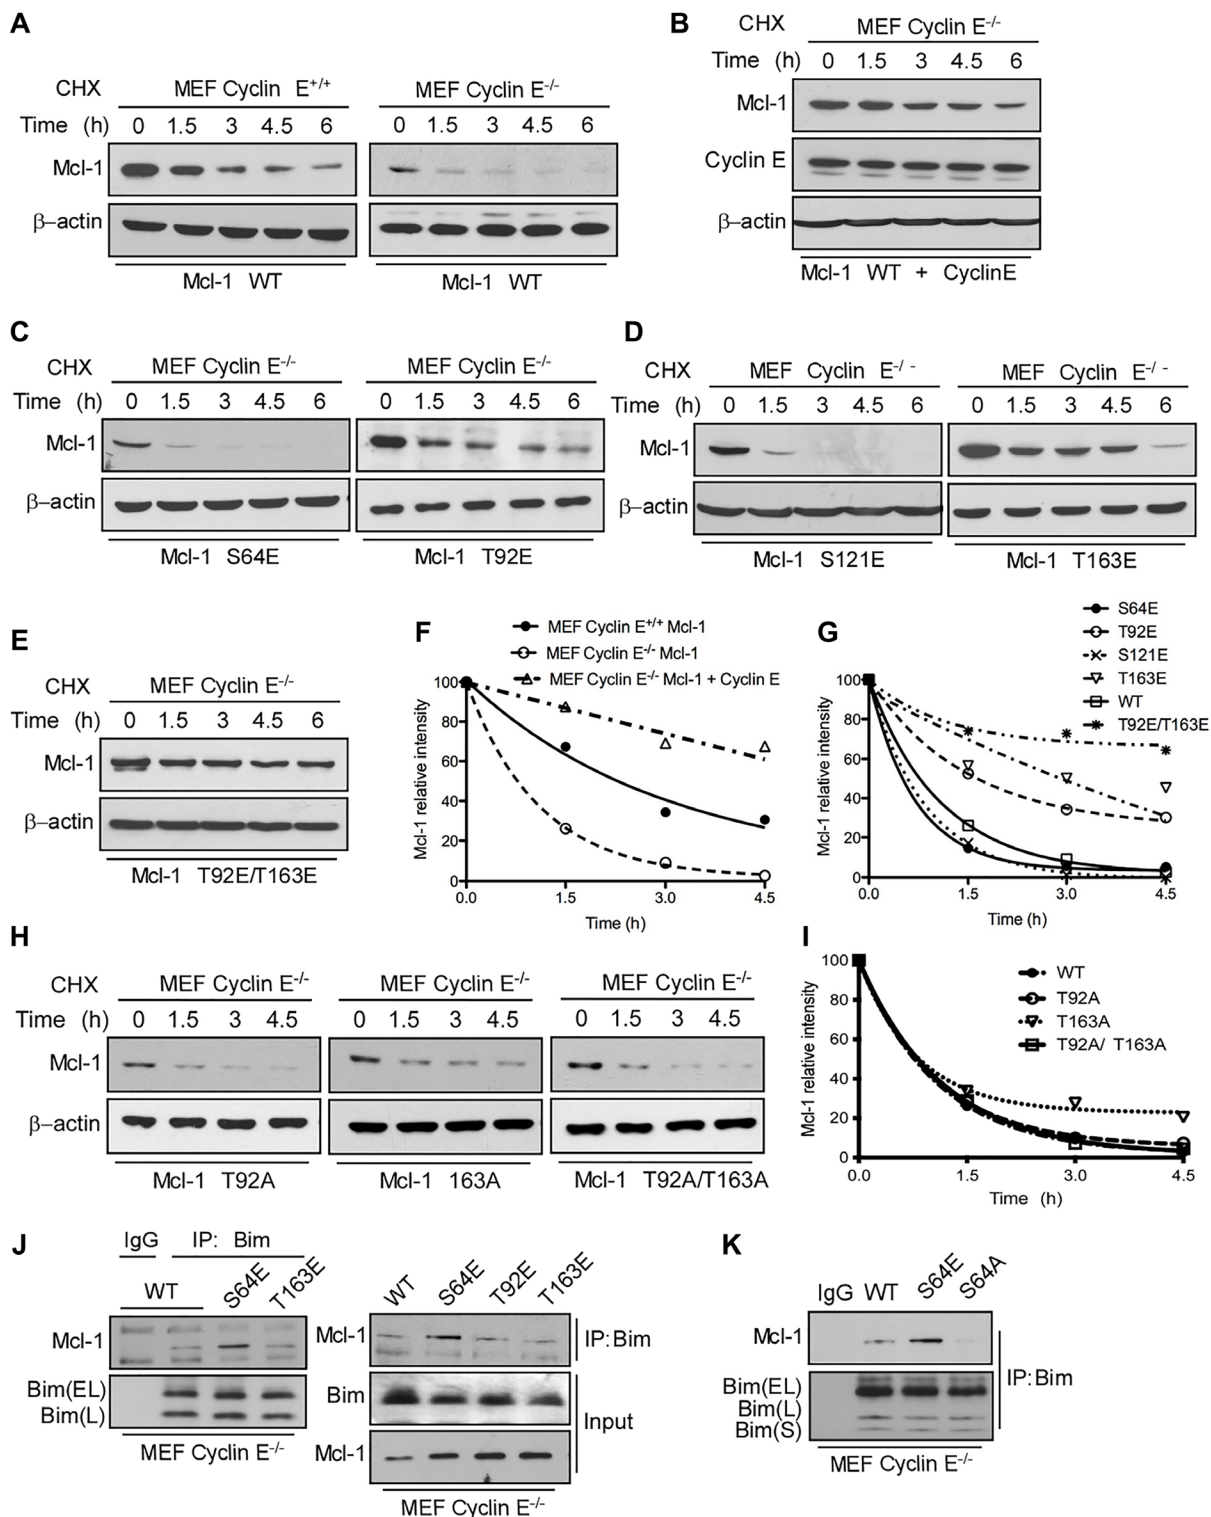 A
CHX MEF Cyclin E+/+ MEF Cyclin E-/-
Time (h) 0 1.5 3 4.5 6 0 1.5 3 4.5 6
Mcl-1
β–actin
Mcl-1 WT Mcl-1 WT
B
CHX MEF Cyclin E-/-
Time (h) 0 1.5 3 4.5 6
Mcl-1
Cyclin E
β–actin
Mcl-1 WT + CyclinE
C
CHX MEF Cyclin E-/- MEF Cyclin E-/-
Time (h) 0 1.5 3 4.5 6 0 1.5 3 4.5 6
Mcl-1
β–actin
Mcl-1 S64E Mcl-1 T92E
D
CHX MEF Cyclin E-/- MEF Cyclin E-/-
Time (h) 0 1.5 3 4.5 6 0 1.5 3 4.5 6
Mcl-1
β–actin
Mcl-1 S121E Mcl-1 T163E
E
CHX MEF Cyclin E-/-
Time (h) 0 1.5 3 4.5 6
Mcl-1
β–actin
Mcl-1 T92E/T163E
F
MEF Cyclin E+/+ Mcl-1
MEF Cyclin E-/- Mcl-1
MEF Cyclin E-/- Mcl-1 + Cyclin E
Mcl-1 relative intensity
100
80
60
40
20
0
0.0 1.5 3.0 4.5
Time (h)
G
S64E
T92E
S121E
T163E
WT
T92E/T163E
Mcl-1 relative intensity
100
80
60
40
20
0
0.0 1.5 3.0 4.5
Time (h)
H
CHX MEF Cyclin E-/- MEF Cyclin E-/- MEF Cyclin E-/-
Time (h) 0 1.5 3 4.5 0 1.5 3 4.5 0 1.5 3 4.5
Mcl-1
β–actin
Mcl-1 T92A Mcl-1 163A Mcl-1 T92A/T163A
I
WT
T92A
T163A
T92A/ T163A
Mcl-1 relative intensity
100
80
60
40
20
0
0.0 1.5 3.0 4.5
Time (h)
J
IgG IP: Bim
WT S64E T163E
Mcl-1
Bim(EL)
Bim(L)
MEF Cyclin E-/-
WT S64E T92E T163E
Mcl-1 IP:Bim
Bim
Input
Mcl-1
MEF Cyclin E-/-
K
IgG WT S64E S64A
Mcl-1
IP:Bim
Bim(EL)
Bim(L)
Bim(S)
MEF Cyclin E-/-